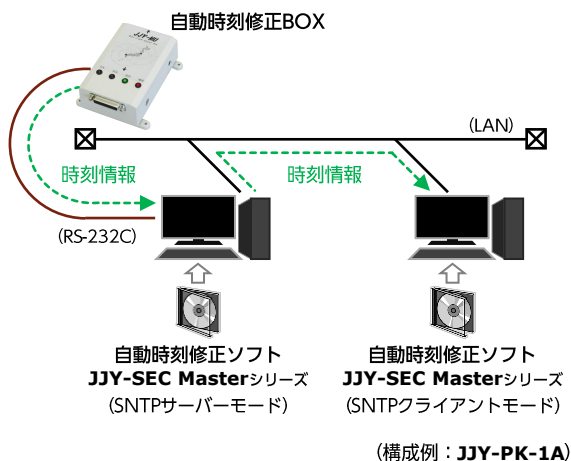 自動時刻修正BOX
JJY-SEC
(LAN)
時刻情報
時刻情報
(RS-232C)
自動時刻修正ソフト
JJY-SEC Masterシリーズ
(SNTPサーバーモード)
自動時刻修正ソフト
JJY-SEC Masterシリーズ
(SNTPクライアントモード)
(構成例：JJY-PK-1A)